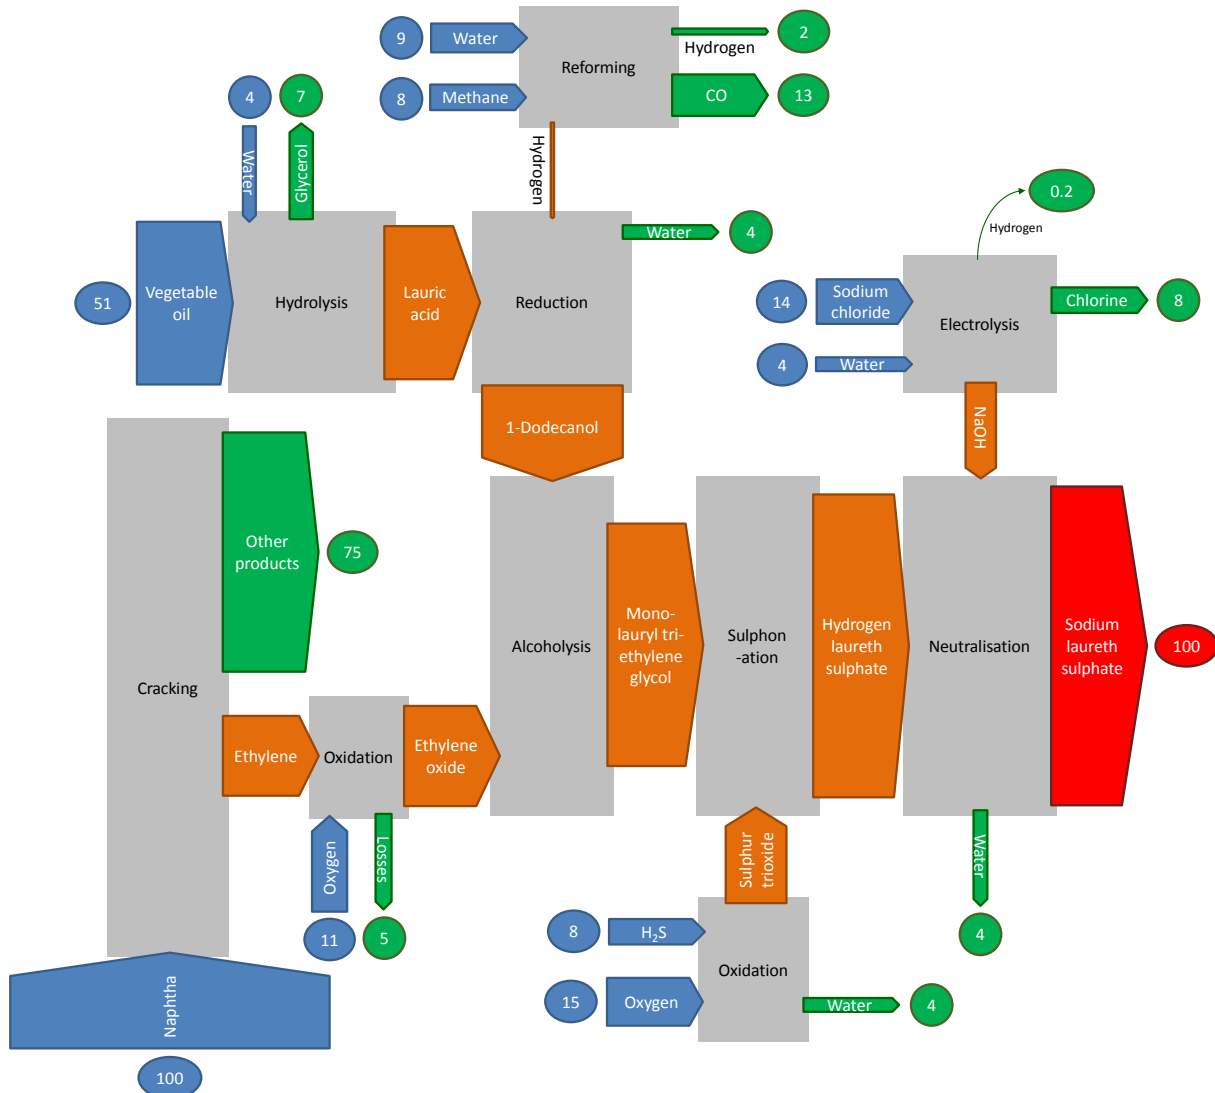 9
Water
Hydrogen
2
Reforming
8
Methane
CO
13
4
7
Water
Glycerol
Hydrogen
0.2
Hydrogen
Water
4
51
Vegetable
oil
Hydrolysis
Lauric
acid
Reduction
14
Sodium
chloride
Electrolysis
Chlorine
8
4
Water
NaOH
1-Dodecanol
Other
products
75
Cracking
Alcoholysis
Mono-
lauryl tri-
ethylene
glycol
Sulphon
-ation
Hydrogen
laureth
sulphate
Neutralisation
Sodium
laureth
sulphate
100
Ethylene
Oxidation
Ethylene
oxide
Oxygen
Losses
11
5
Sulphur
trioxide
Water
4
8
H₂S
Oxidation
15
Oxygen
Water
4
Naphtha
100